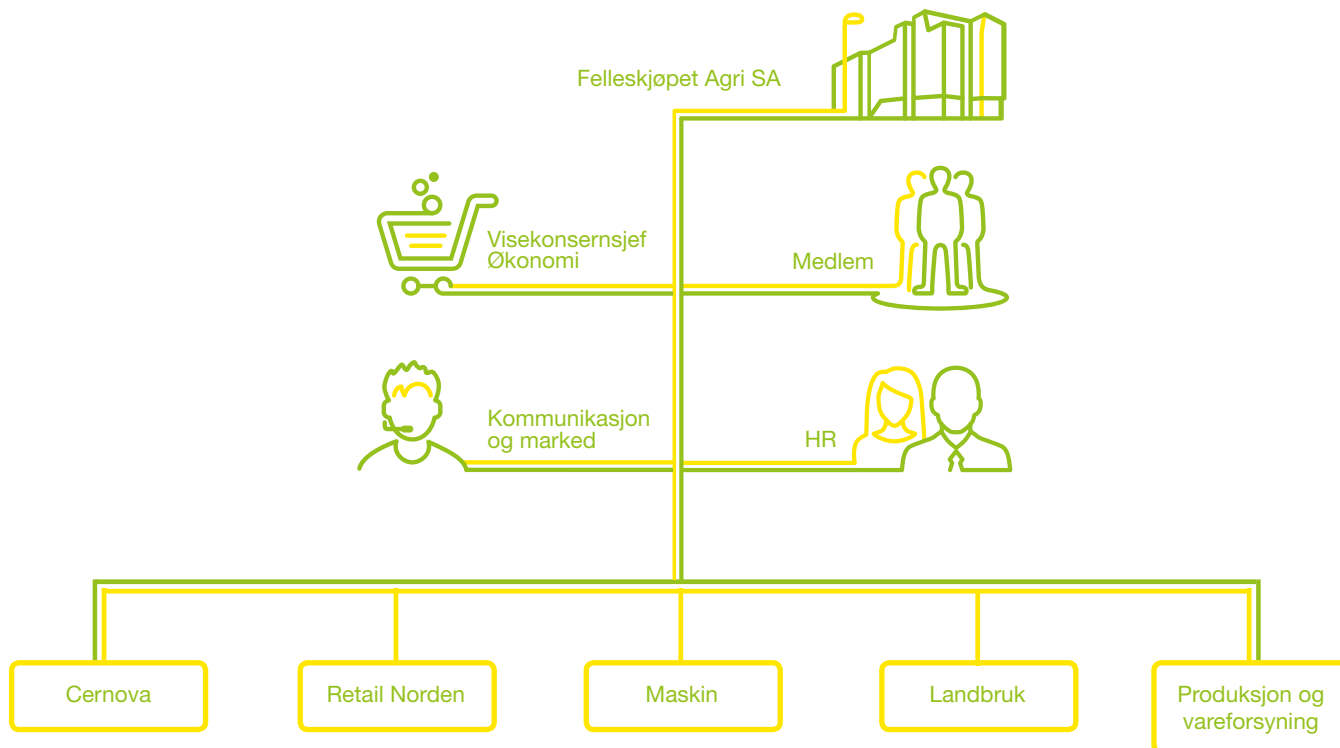 Felleskjøpet Agri SA
Visekonsernsjef
Økonomi
Medlem
Kommunikasjon
og marked
HR
Cernova
Retail Norden
Maskin
Landbruk
Produksjon og
vareforsyning